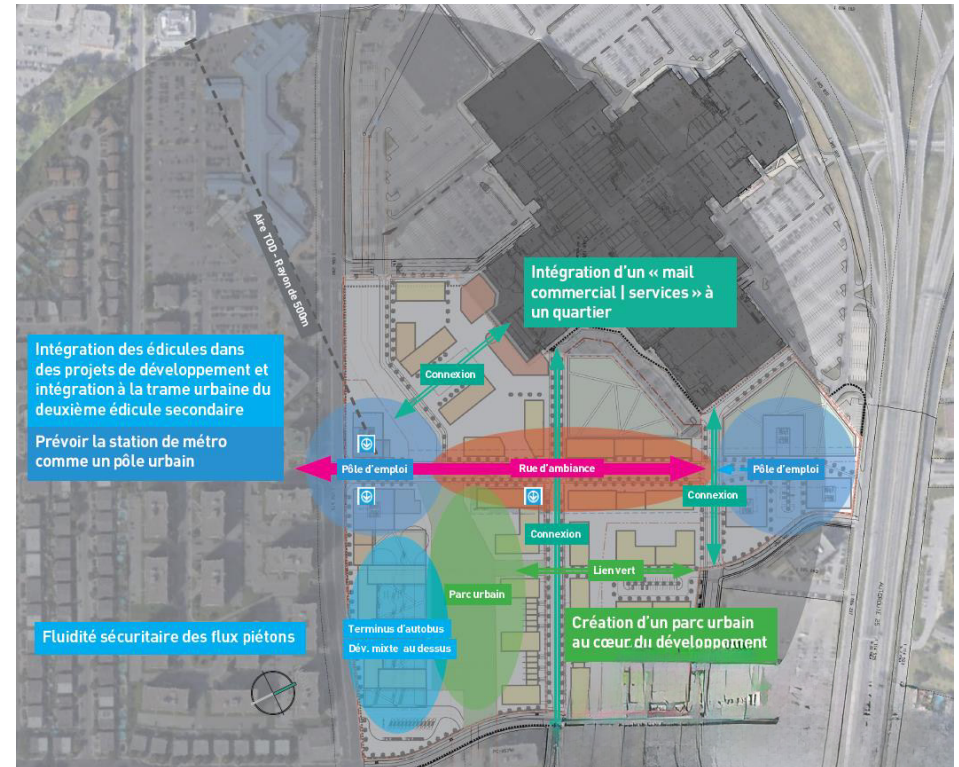 Aire TOD - Rayon de 500m
Intégration d'un « mail
commercial | services » à
un quartier
Intégration des édicules dans
des projets de développement et
intégration à la trame urbaine du
deuxième édicule secondaire
Prévoir la station de métro
comme un pôle urbain
Connexion
Pôle d'emploi
Rue d'ambiance
Pôle d'emploi
Connexion
Connexion
Lien vert
Parc urbain
Création d'un parc urbain
au cœur du développement
Terminus d'autobus
Dév. mixte au dessus
Fluidité sécuritaire des flux piétons